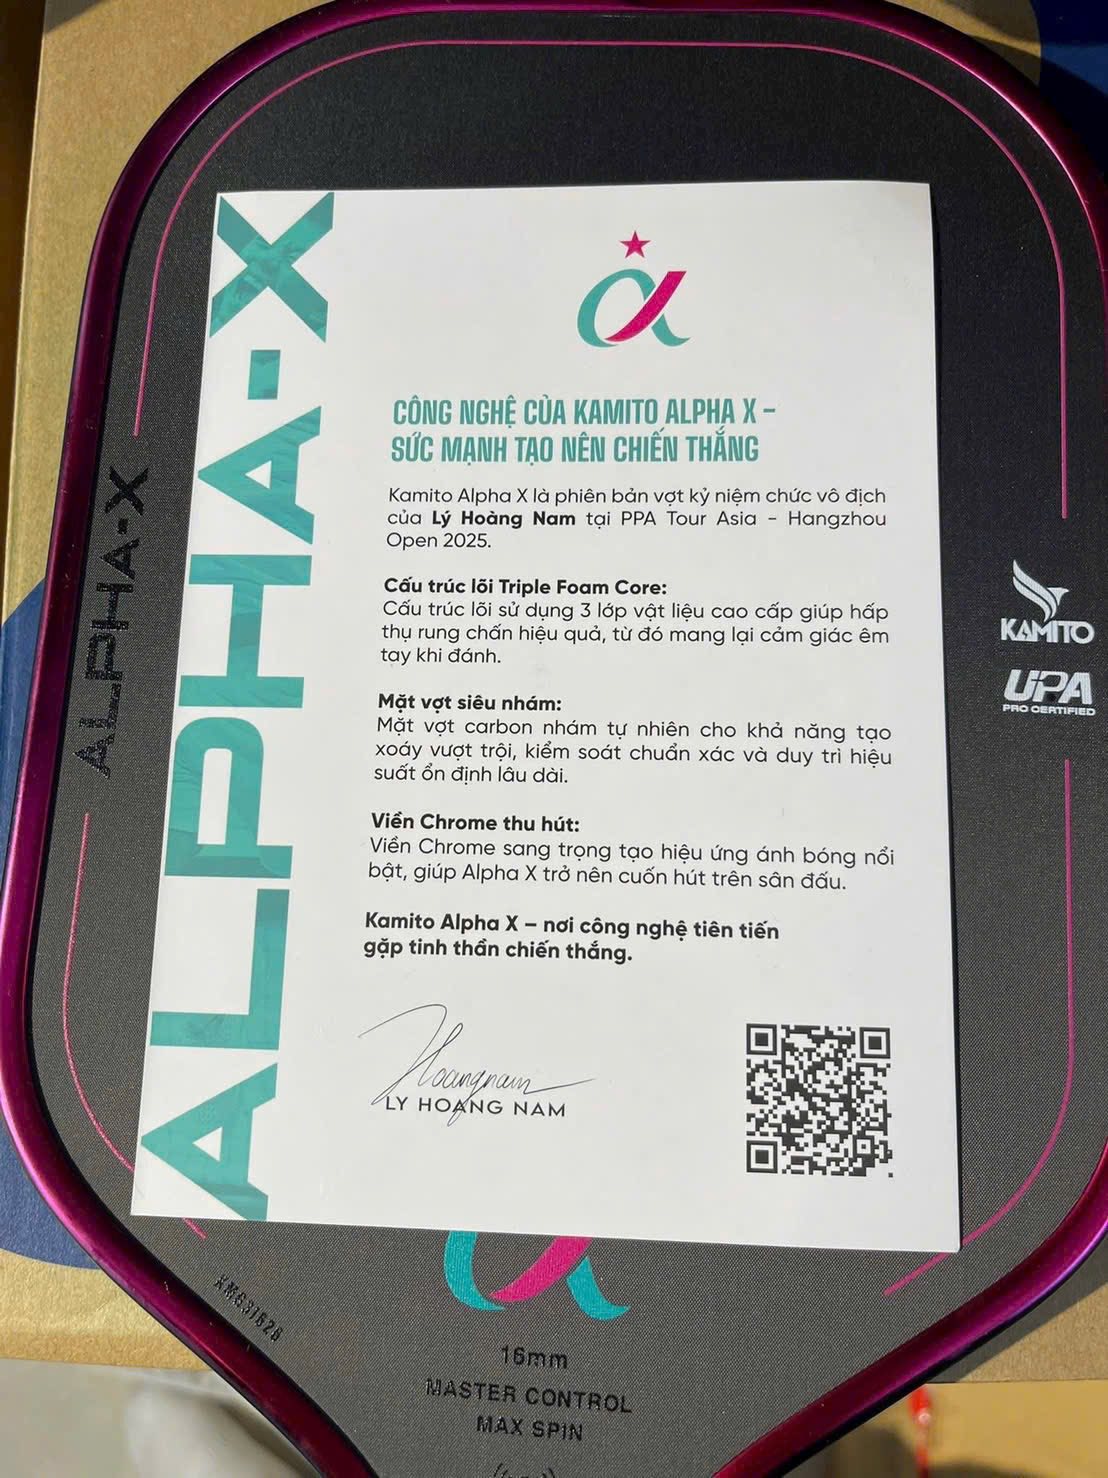 ALPHA-X
CÔNG NGHỆ CỦA KAMITO ALPHA X –
SỨC MẠNH TẠO NÊN CHIẾN THẮNG
Kamito Alpha X là phiên bản vợt kỷ niệm chức vô địch
của Lý Hoàng Nam tại PPA Tour Asia - Hangzhou
Open 2025.
Cấu trúc lõi Triple Foam Core:
Cấu trúc lõi sử dụng 3 lớp vật liệu cao cấp giúp hấp
thụ rung chấn hiệu quả, từ đó mang lại cảm giác êm
tay khi đánh.
Mặt vợt siêu nhám:
Mặt vợt carbon nhám tự nhiên cho khả năng tạo
xoáy vượt trội, kiểm soát chuẩn xác và duy trì hiệu
suất ổn định lâu dài.
Viền Chrome thu hút:
Viền Chrome sang trọng tạo hiệu ứng ánh bóng nổi
bật, giúp Alpha X trở nên cuốn hút trên sân đấu.
Kamito Alpha X – nơi công nghệ tiên tiến
gặp tinh thần chiến thắng.
Hoangnam
LY HOANG NAM
ALPHA-X
KAMITO
UPA
PRO CERTIFIED
KM631626
16mm
MASTER CONTROL
MAX SPIN